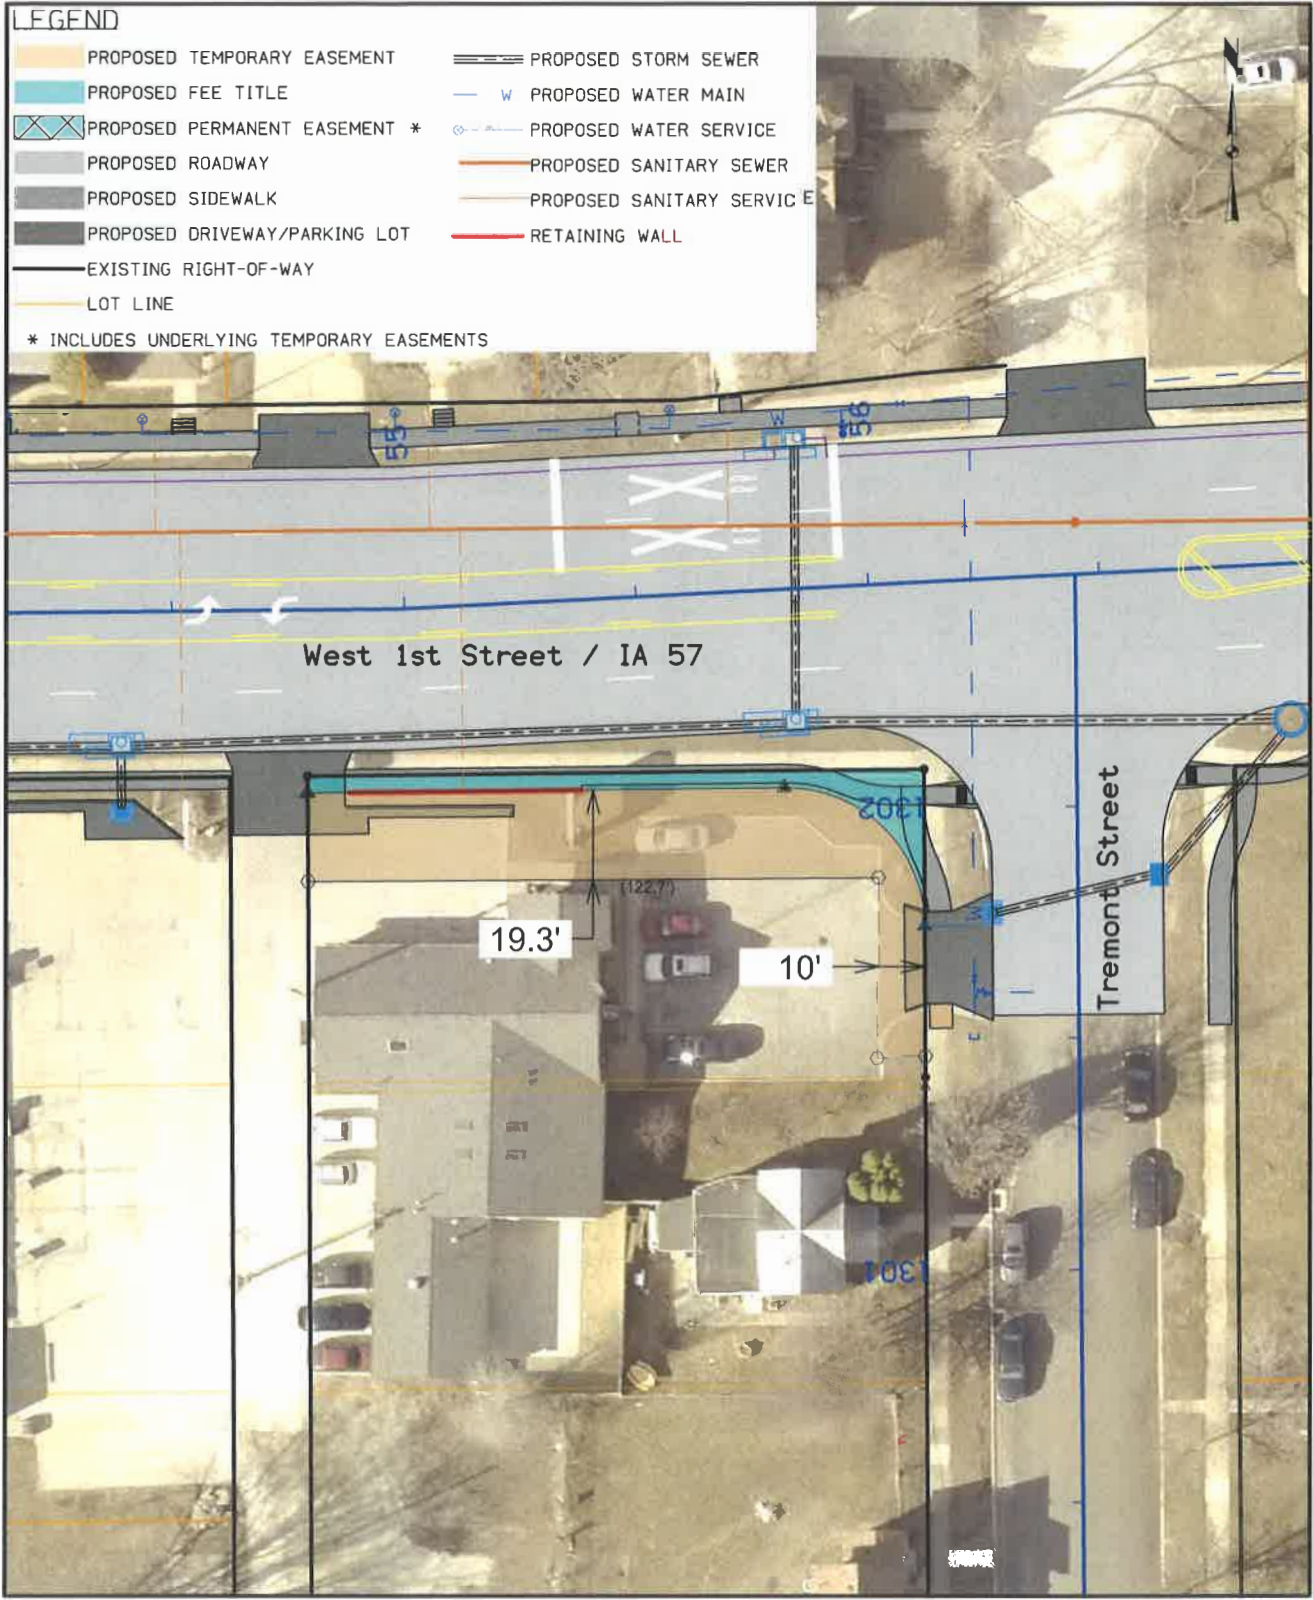 LEGEND
PROPOSED TEMPORARY EASEMENT
PROPOSED FEE TITLE
PROPOSED PERMANENT EASEMENT *
PROPOSED ROADWAY
PROPOSED SIDEWALK
PROPOSED DRIVEWAY/PARKING LOT
EXISTING RIGHT-OF-WAY
LOT LINE
* INCLUDES UNDERLYING TEMPORARY EASEMENTS
PROPOSED STORM SEWER
W PROPOSED WATER MAIN
PROPOSED WATER SERVICE
PROPOSED SANITARY SEWER
PROPOSED SANITARY SERVICE
RETAINING WALL
N
55
W
56
West 1st Street / IA 57
1302
Tremont Street
(122.7')
19.3'
10'
W
1301